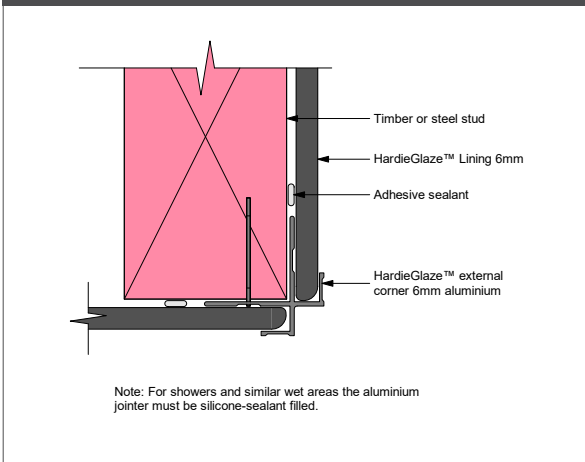 Timber or steel stud
HardieGlaze™ Lining 6mm
Adhesive sealant
HardieGlaze™ external
corner 6mm aluminium
Note: For showers and similar wet areas the aluminium
jointer must be silicone-sealant filled.